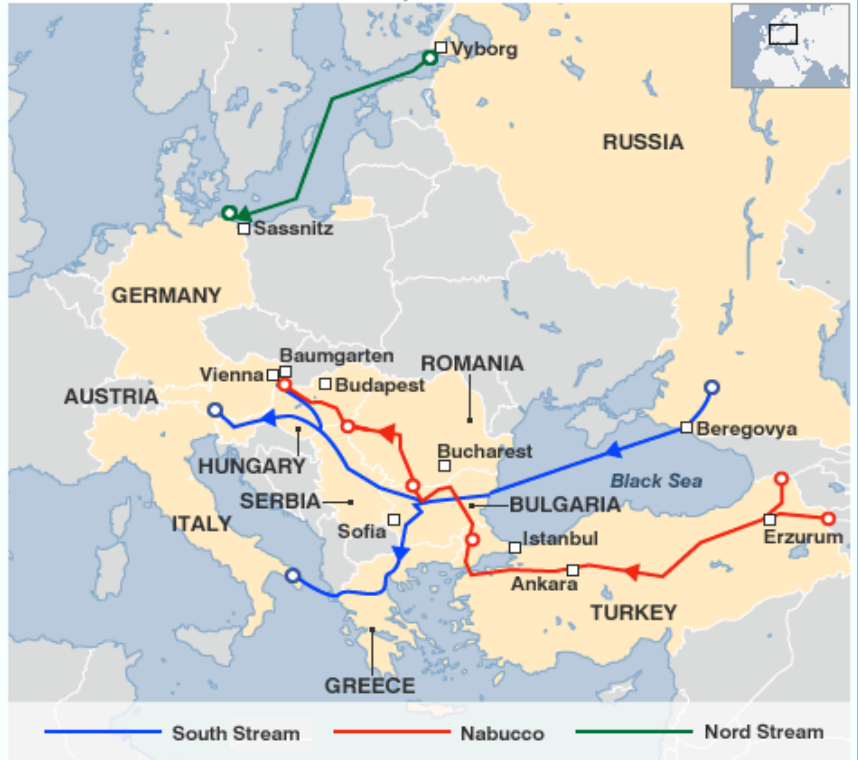 Vyborg
RUSSIA
Sassnitz
GERMANY
Baumgarten
Vienna
Budapest
ROMANIA
AUSTRIA
Beregovya
Bucharest
HUNGARY
Black Sea
SERBIA
BULGARIA
ITALY
Sofia
Istanbul
Erzurum
Ankara
TURKEY
GREECE
South Stream
Nabucco
Nord Stream